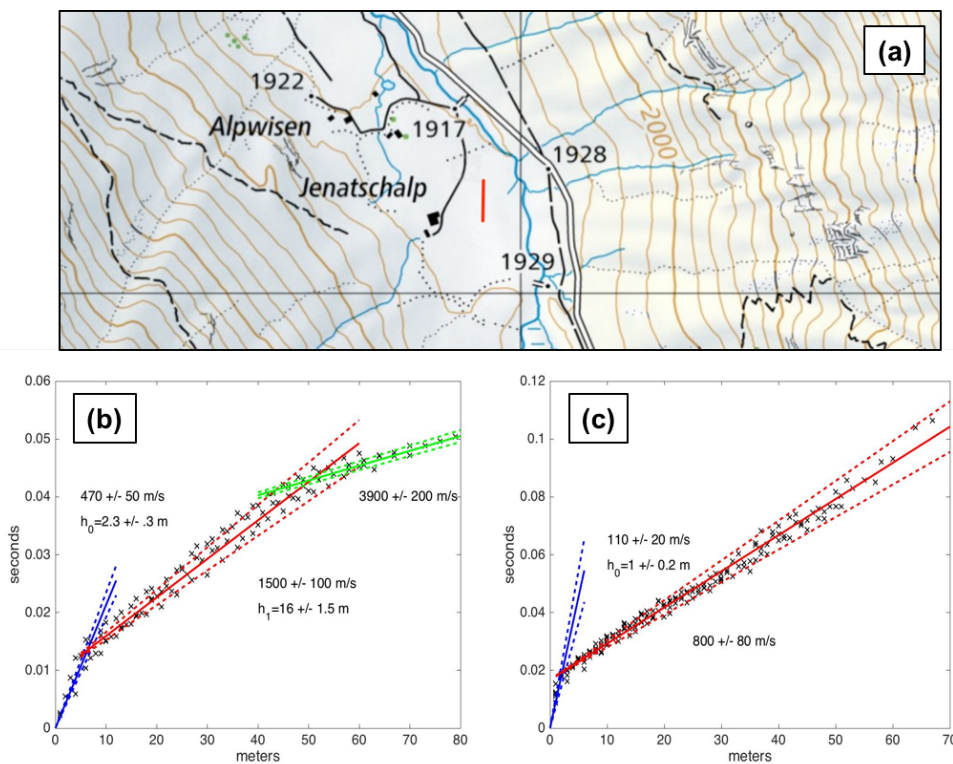 (a)
1922
Alpwisen
1917
Jenatschalp
1928
2000
1929
(b)
0.06
0.05
0.04
0.03
0.02
0.01
0
470 +/- 50 m/s
h0=2.3 +/- .3 m
3900 +/- 200 m/s
1500 +/- 100 m/s
h1=16 +/- 1.5 m
0 10 20 30 40 50 60 70 80
meters
seconds
(c)
0.12
0.1
0.08
0.06
0.04
0.02
0
110 +/- 20 m/s
h0=1 +/- 0.2 m
800 +/- 80 m/s
0 10 20 30 40 50 60 70
meters
seconds